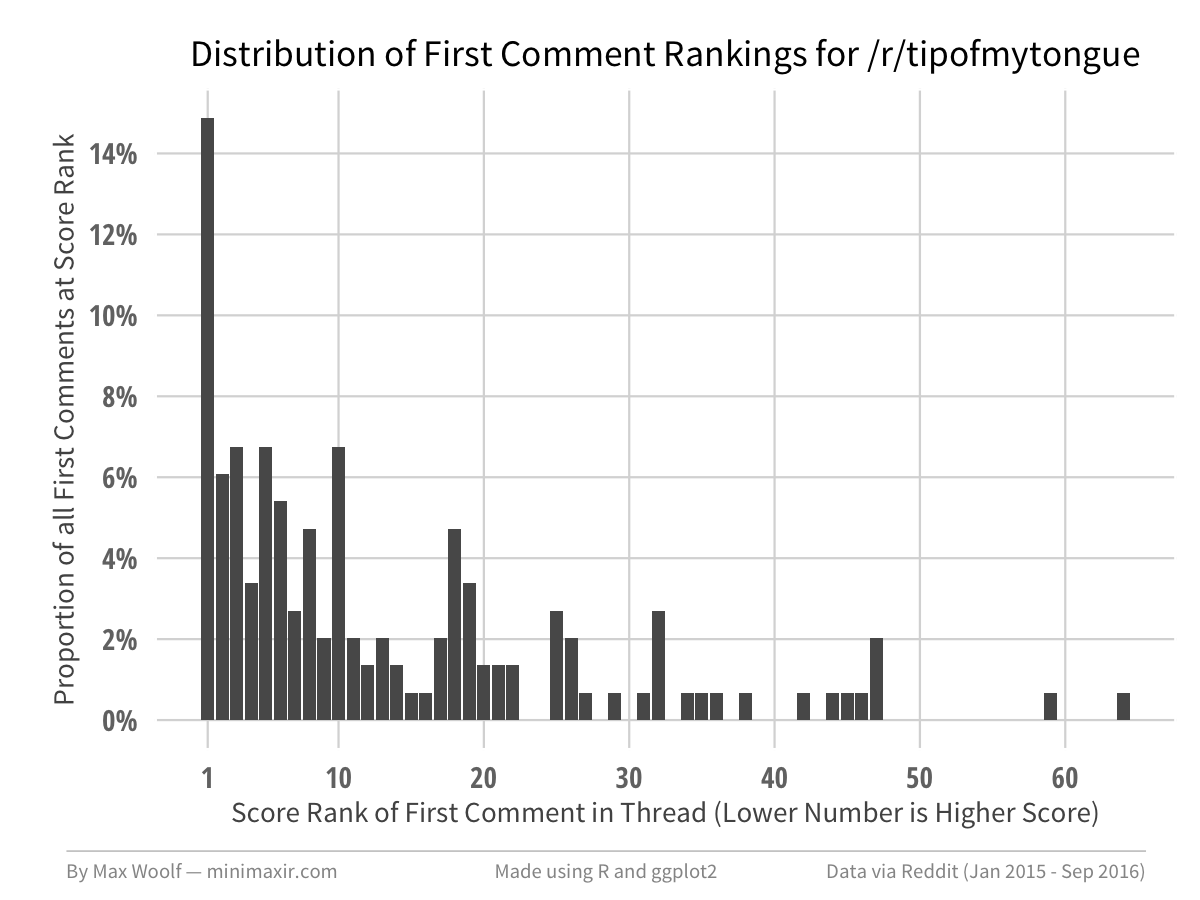 Distribution of First Comment Rankings for /r/tipofmytongue
Proportion of all First Comments at Score Rank
14%
12%
10%
8%
6%
4%
2%
0%
1 10 20 30 40 50 60
Score Rank of First Comment in Thread (Lower Number is Higher Score)
By Max Woolf — minimaxir.com Made using R and ggplot2 Data via Reddit (Jan 2015 - Sep 2016)